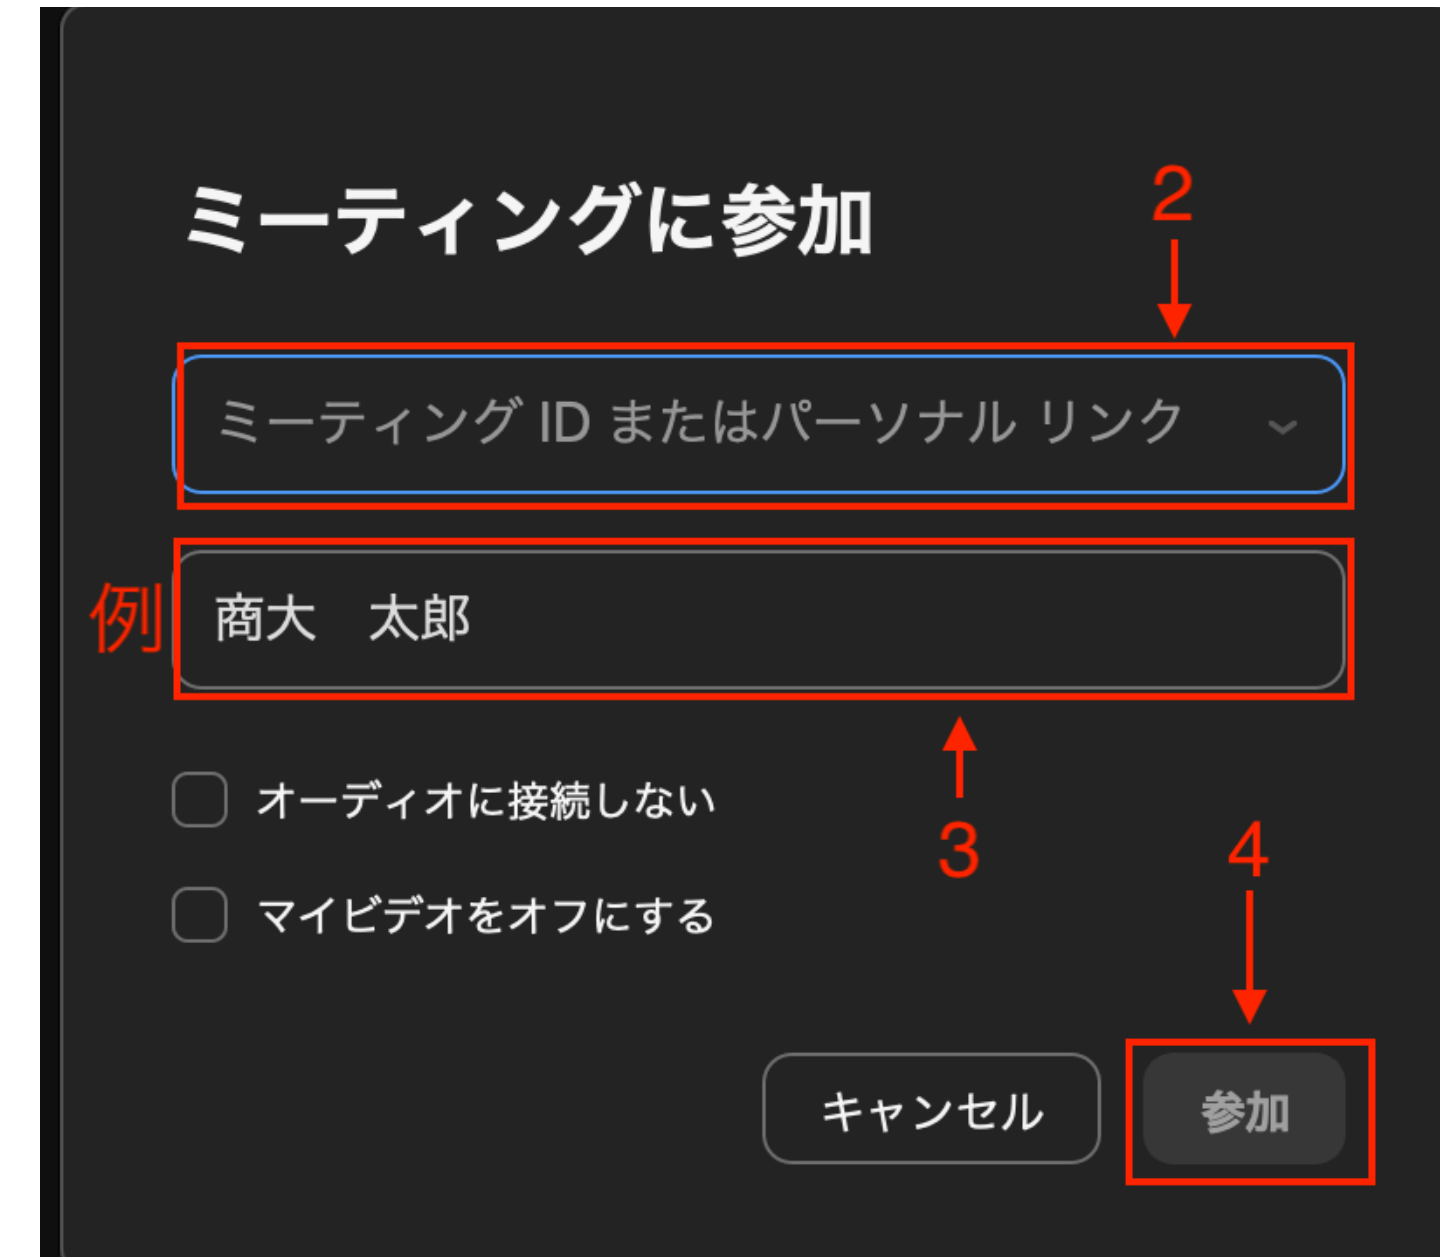 ミーティングに参加
2
ミーティング ID またはパーソナル リンク
例 商大　太郎
オーディオに接続しない
3
4
マイビデオをオフにする
キャンセル
参加